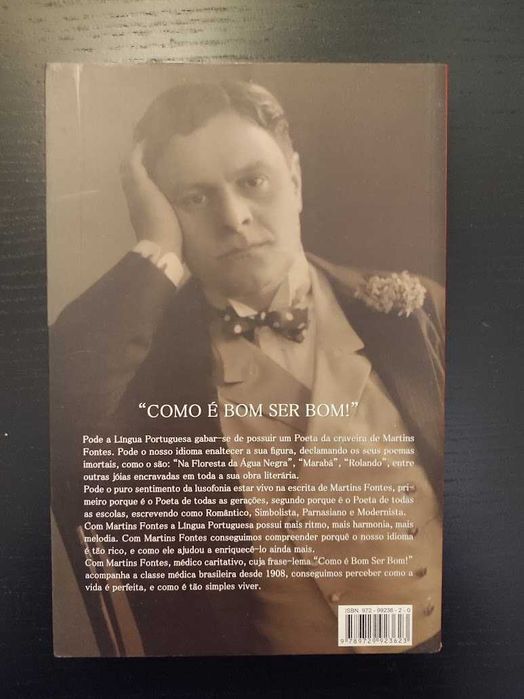 “COMO É BOM SER BOM!”
Pode a Língua Portuguesa gabar-se de possuir um Poeta da craveira de Martins
Fontes. Pode o nosso idioma enaltecer a sua figura, declamando os seus poemas
imortais, como o são: “Na Floresta da Água Negra”, “Marabá”, “Rolando”, entre
outras jóias encravadas em toda a sua obra literária.
Pode o puro sentimento da lusofonia estar vivo na escrita de Martins Fontes, pri-
meiro porque é o Poeta de todas as gerações, segundo porque é o Poeta de todas
as escolas, escrevendo como Romântico, Simbolista, Parnasiano e Modernista.
Com Martins Fontes a Língua Portuguesa possui mais ritmo, mais harmonia, mais
melodia. Com Martins Fontes conseguimos compreender porquê o nosso idioma
é tão rico, e como ele ajudou a enriquecê-lo ainda mais.
Com Martins Fontes, médico caritativo, cuja frase-lema “Como é Bom Ser Bom!”
acompanha a classe médica brasileira desde 1908, conseguimos perceber como a
vida é perfeita, e como é tão simples viver.
ISBN 972-99236-2-0
9789729923623